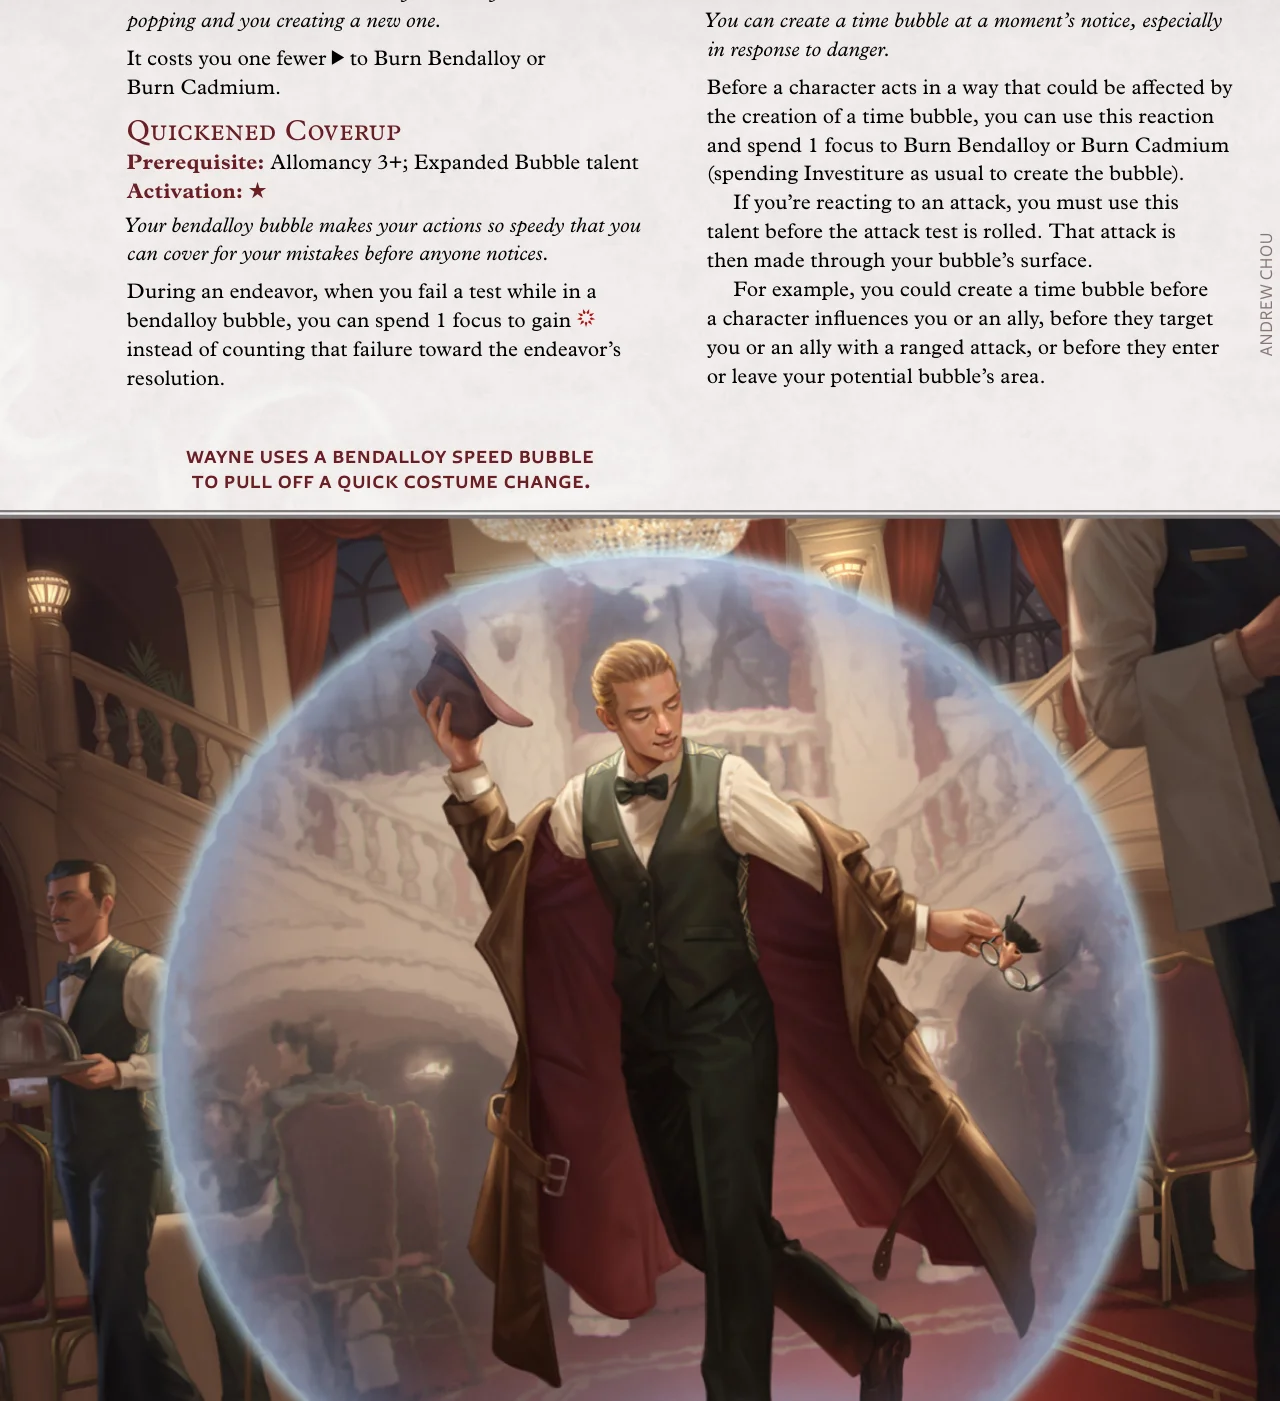 popping and you creating a new one.
It costs you one fewer ▶ to Burn Bendalloy or
Burn Cadmium.
Quickened Coverup
Prerequisite: Allomancy 3+; Expanded Bubble talent
Activation: ★
Your bendalloy bubble makes your actions so speedy that you
can cover for your mistakes before anyone notices.
During an endeavor, when you fail a test while in a
bendalloy bubble, you can spend 1 focus to gain
instead of counting that failure toward the endeavor's
resolution.
WAYNE USES A BENDALLOY SPEED BUBBLE
TO PULL OFF A QUICK COSTUME CHANGE.
You can create a time bubble at a moment's notice, especially
in response to danger.
Before a character acts in a way that could be affected by
the creation of a time bubble, you can use this reaction
and spend 1 focus to Burn Bendalloy or Burn Cadmium
(spending Investiture as usual to create the bubble).
If you're reacting to an attack, you must use this
talent before the attack test is rolled. That attack is
then made through your bubble's surface.
For example, you could create a time bubble before
a character influences you or an ally, before they target
you or an ally with a ranged attack, or before they enter
or leave your potential bubble's area.
ANDREW CHOU